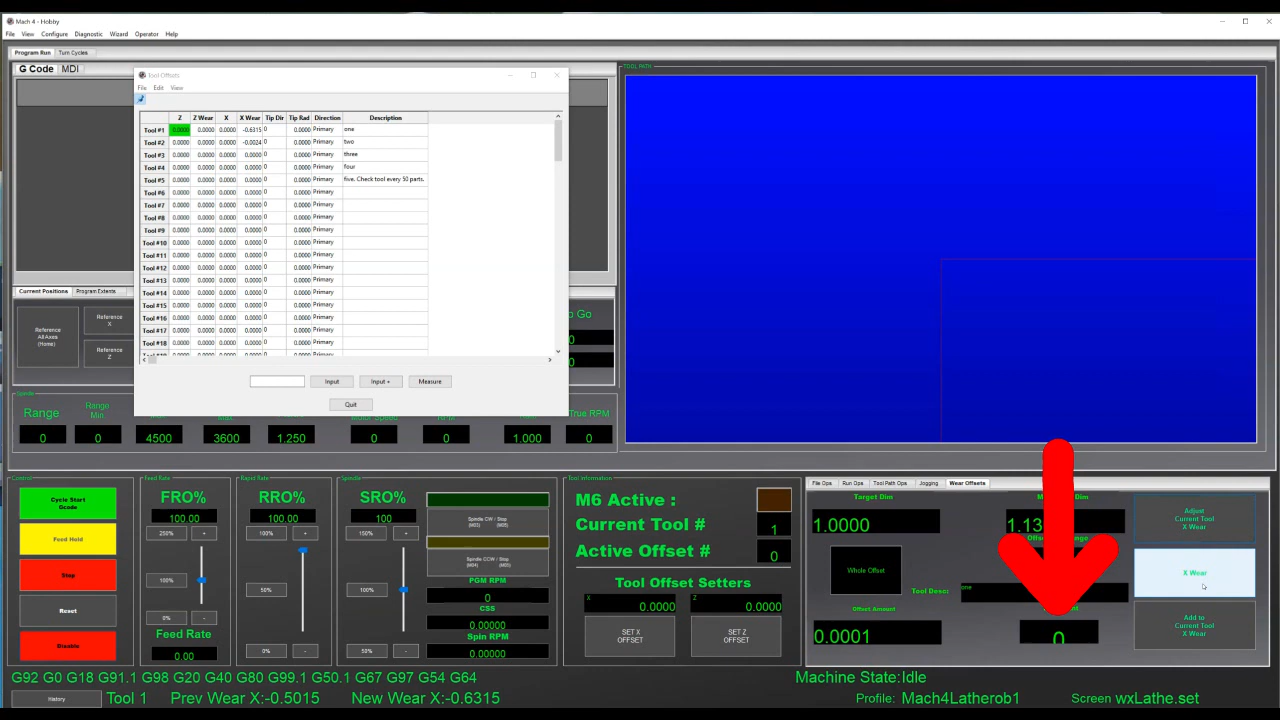 Mach 4 - Hobby
File View Configure Diagnostic Wizard Operator Help
Program Run Turn Cycles
G Code MDI
TOOL PATH
Tool Offsets
File Edit View
Z Z Wear X X Wear Tip Dir Tip Rad Direction Description
Tool #1 0.0000 0.0000 0.0000 -0.6315 0 0.0000 Primary one
Tool #2 0.0000 0.0000 0.0000 -0.0024 0 0.0000 Primary two
Tool #3 0.0000 0.0000 0.0000 0.0000 0 0.0000 Primary three
Tool #4 0.0000 0.0000 0.0000 0.0000 0 0.0000 Primary four
Tool #5 0.0000 0.0000 0.0000 0.0000 0 0.0000 Primary five. Check tool every 50 parts.
Tool #6 0.0000 0.0000 0.0000 0.0000 0 0.0000 Primary
Tool #7 0.0000 0.0000 0.0000 0.0000 0 0.0000 Primary
Tool #8 0.0000 0.0000 0.0000 0.0000 0 0.0000 Primary
Tool #9 0.0000 0.0000 0.0000 0.0000 0 0.0000 Primary
Tool #10 0.0000 0.0000 0.0000 0.0000 0 0.0000 Primary
Tool #11 0.0000 0.0000 0.0000 0.0000 0 0.0000 Primary
Tool #12 0.0000 0.0000 0.0000 0.0000 0 0.0000 Primary
Tool #13 0.0000 0.0000 0.0000 0.0000 0 0.0000 Primary
Tool #14 0.0000 0.0000 0.0000 0.0000 0 0.0000 Primary
Tool #15 0.0000 0.0000 0.0000 0.0000 0 0.0000 Primary
Tool #16 0.0000 0.0000 0.0000 0.0000 0 0.0000 Primary
Tool #17 0.0000 0.0000 0.0000 0.0000 0 0.0000 Primary
Tool #18 0.0000 0.0000 0.0000 0.0000 0 0.0000 Primary
Input Input + Measure
Quit
Current Positions Program Extents
Reference
All Axes
(Home)
Reference
X
Reference
Z
o Go
0
0
Spindle
Range
Range
Min
RPM
True RPM
0 0 4500 3600 1.250 0 0 1.000 0
Control
Cycle Start
Gcode
Feed Hold
Stop
Reset
Disable
Feed Rate
FRO%
100.00
250% +
100%
0% -
Feed Rate
0.00
Rapid Rate
RRO%
100.00
100% +
50%
0% -
Spindle
SRO%
100
150% +
100%
50% -
Spindle CW / Stop
(M03)
Spindle CCW / Stop
(M04) (M05)
PGM RPM
0
CSS
0.00000
Spin RPM
0.00000
Tool Information
M6 Active :
Current Tool # 1
Active Offset # 0
Tool Offset Setters
X 0.0000 Z 0.0000
SET X
OFFSET
SET Z
OFFSET
File Ops Run Ops Tool Path Ops Jogging Wear Offsets
Target Dim
1.0000
Dim
1.13
Whole Offset
Tool Desc: one
Offset Amount
0.0001
0
Adjust
Current Tool
X Wear
X Wear
Add to
Current Tool
X Wear
G92 G0 G18 G91.1 G98 G20 G40 G80 G99.1 G50.1 G67 G97 G54 G64
Machine State:Idle
History Tool 1 Prev Wear X:-0.5015 New Wear X:-0.6315
Profile: Mach4Latherob1 Screen wxLathe.set